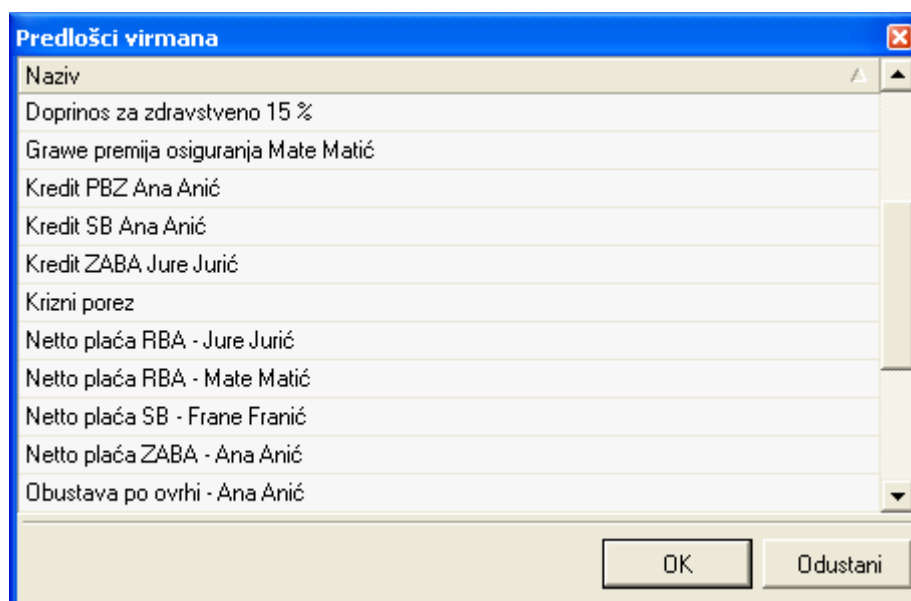 Predlošci virmana
Naziv
Doprinos za zdravstveno 15 %
Grawe premija osiguranja Mate Matić
Kredit PBZ Ana Anić
Kredit SB Ana Anić
Kredit ZABA Jure Jurić
Krizni porez
Netto plaća RBA - Jure Jurić
Netto plaća RBA - Mate Matić
Netto plaća SB - Frane Franić
Netto plaća ZABA - Ana Anić
Obustava po ovrhi - Ana Anić
OK
Odustani